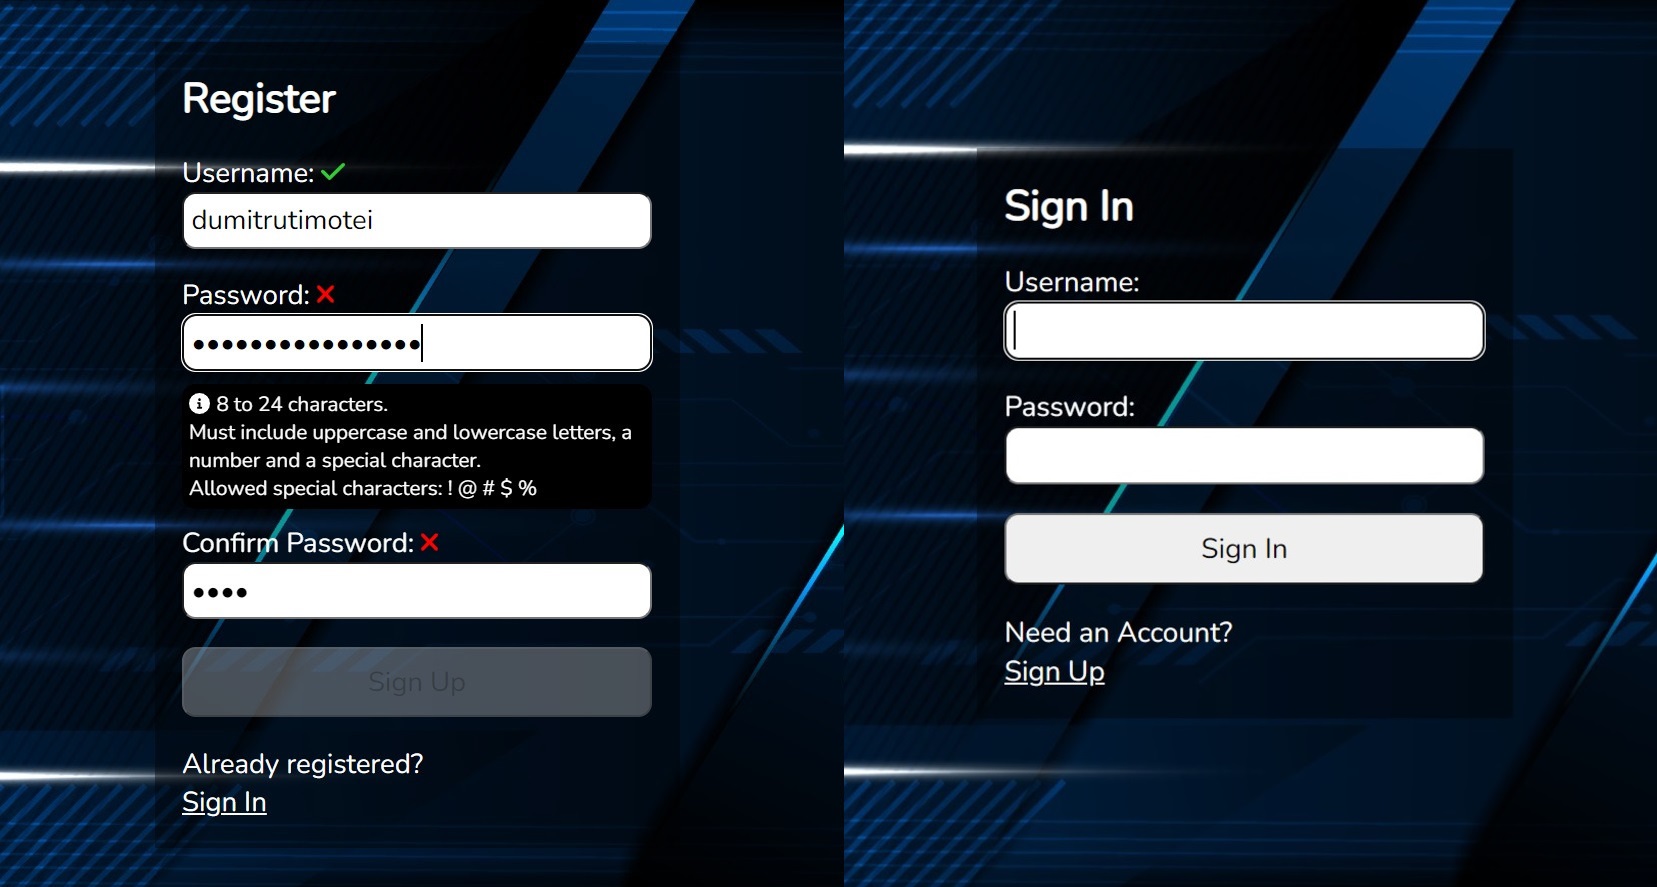 Register
Username:
dumitrutimotei
Password:
••••••••••••••••
8 to 24 characters.
Must include uppercase and lowercase letters, a
number and a special character.
Allowed special characters: ! @ # $ %
Confirm Password:
••••
Sign Up
Already registered?
Sign In
Sign In
Username:
Password:
Sign In
Need an Account?
Sign Up